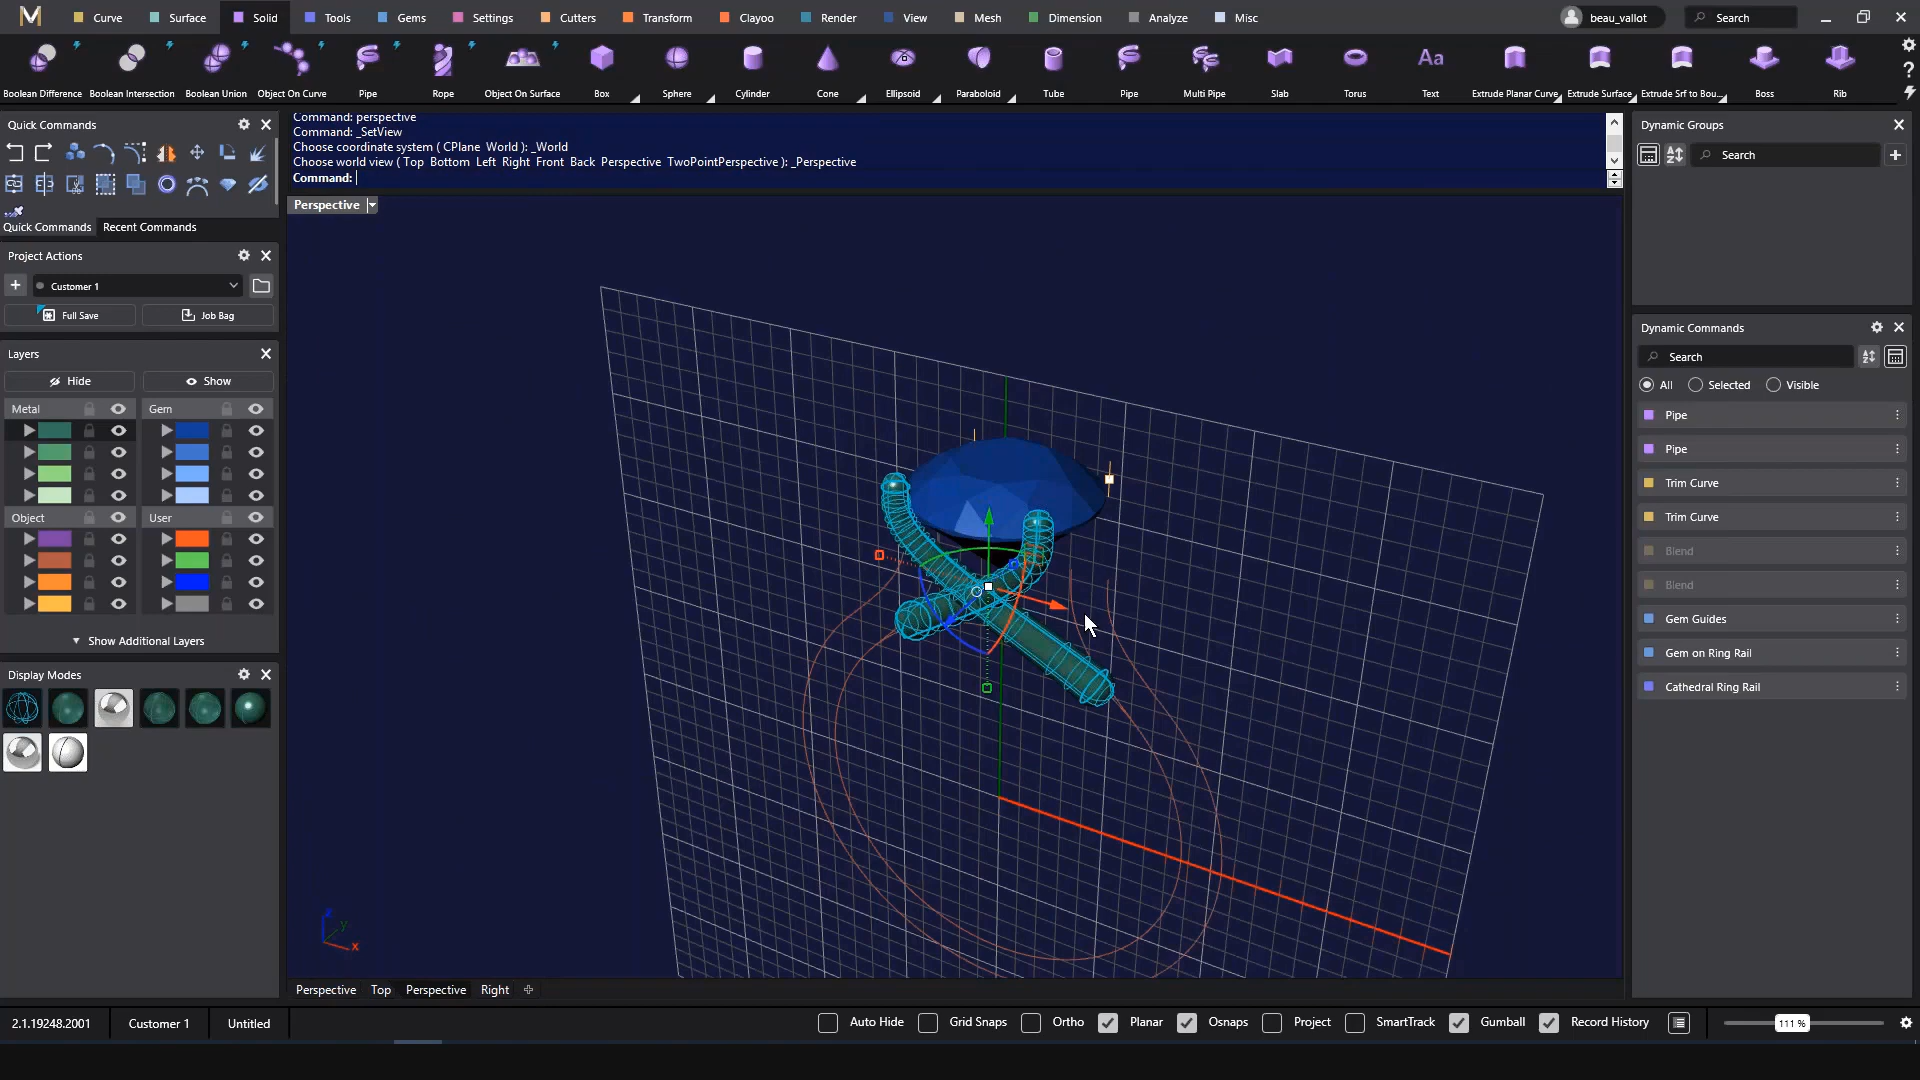 Curve
Surface
Solid
Tools
Gems
Settings
Cutters
Transform
Clayoo
Render
View
Mesh
Dimension
Analyze
Misc
beau_vallot
Search
Boolean Difference
Boolean Intersection
Boolean Union
Object On Curve
Pipe
Rope
Object On Surface
Box
Sphere
Cylinder
Cone
Ellipsoid
Paraboloid
Tube
Pipe
Multi Pipe
Slab
Torus
Aa
Text
Extrude Planar Curve
Extrude Surface
Extrude Srf to Bou...
Boss
Rib
Quick Commands
Quick Commands
Recent Commands
Project Actions
Customer 1
Full Save
Job Bag
Layers
Hide
Show
Metal
Gem
Object
User
Show Additional Layers
Display Modes
Command: perspective
Command: _SetView
Choose coordinate system ( CPlane World ): _World
Choose world view ( Top Bottom Left Right Front Back Perspective TwoPointPerspective ): _Perspective
Command:
Perspective
z
y
x
Perspective
Top
Perspective
Right
Dynamic Groups
Search
Dynamic Commands
Search
All
Selected
Visible
Pipe
Pipe
Trim Curve
Trim Curve
Blend
Blend
Gem Guides
Gem on Ring Rail
Cathedral Ring Rail
2.1.19248.2001
Customer 1
Untitled
Auto Hide
Grid Snaps
Ortho
Planar
Osnaps
Project
SmartTrack
Gumball
Record History
111 %